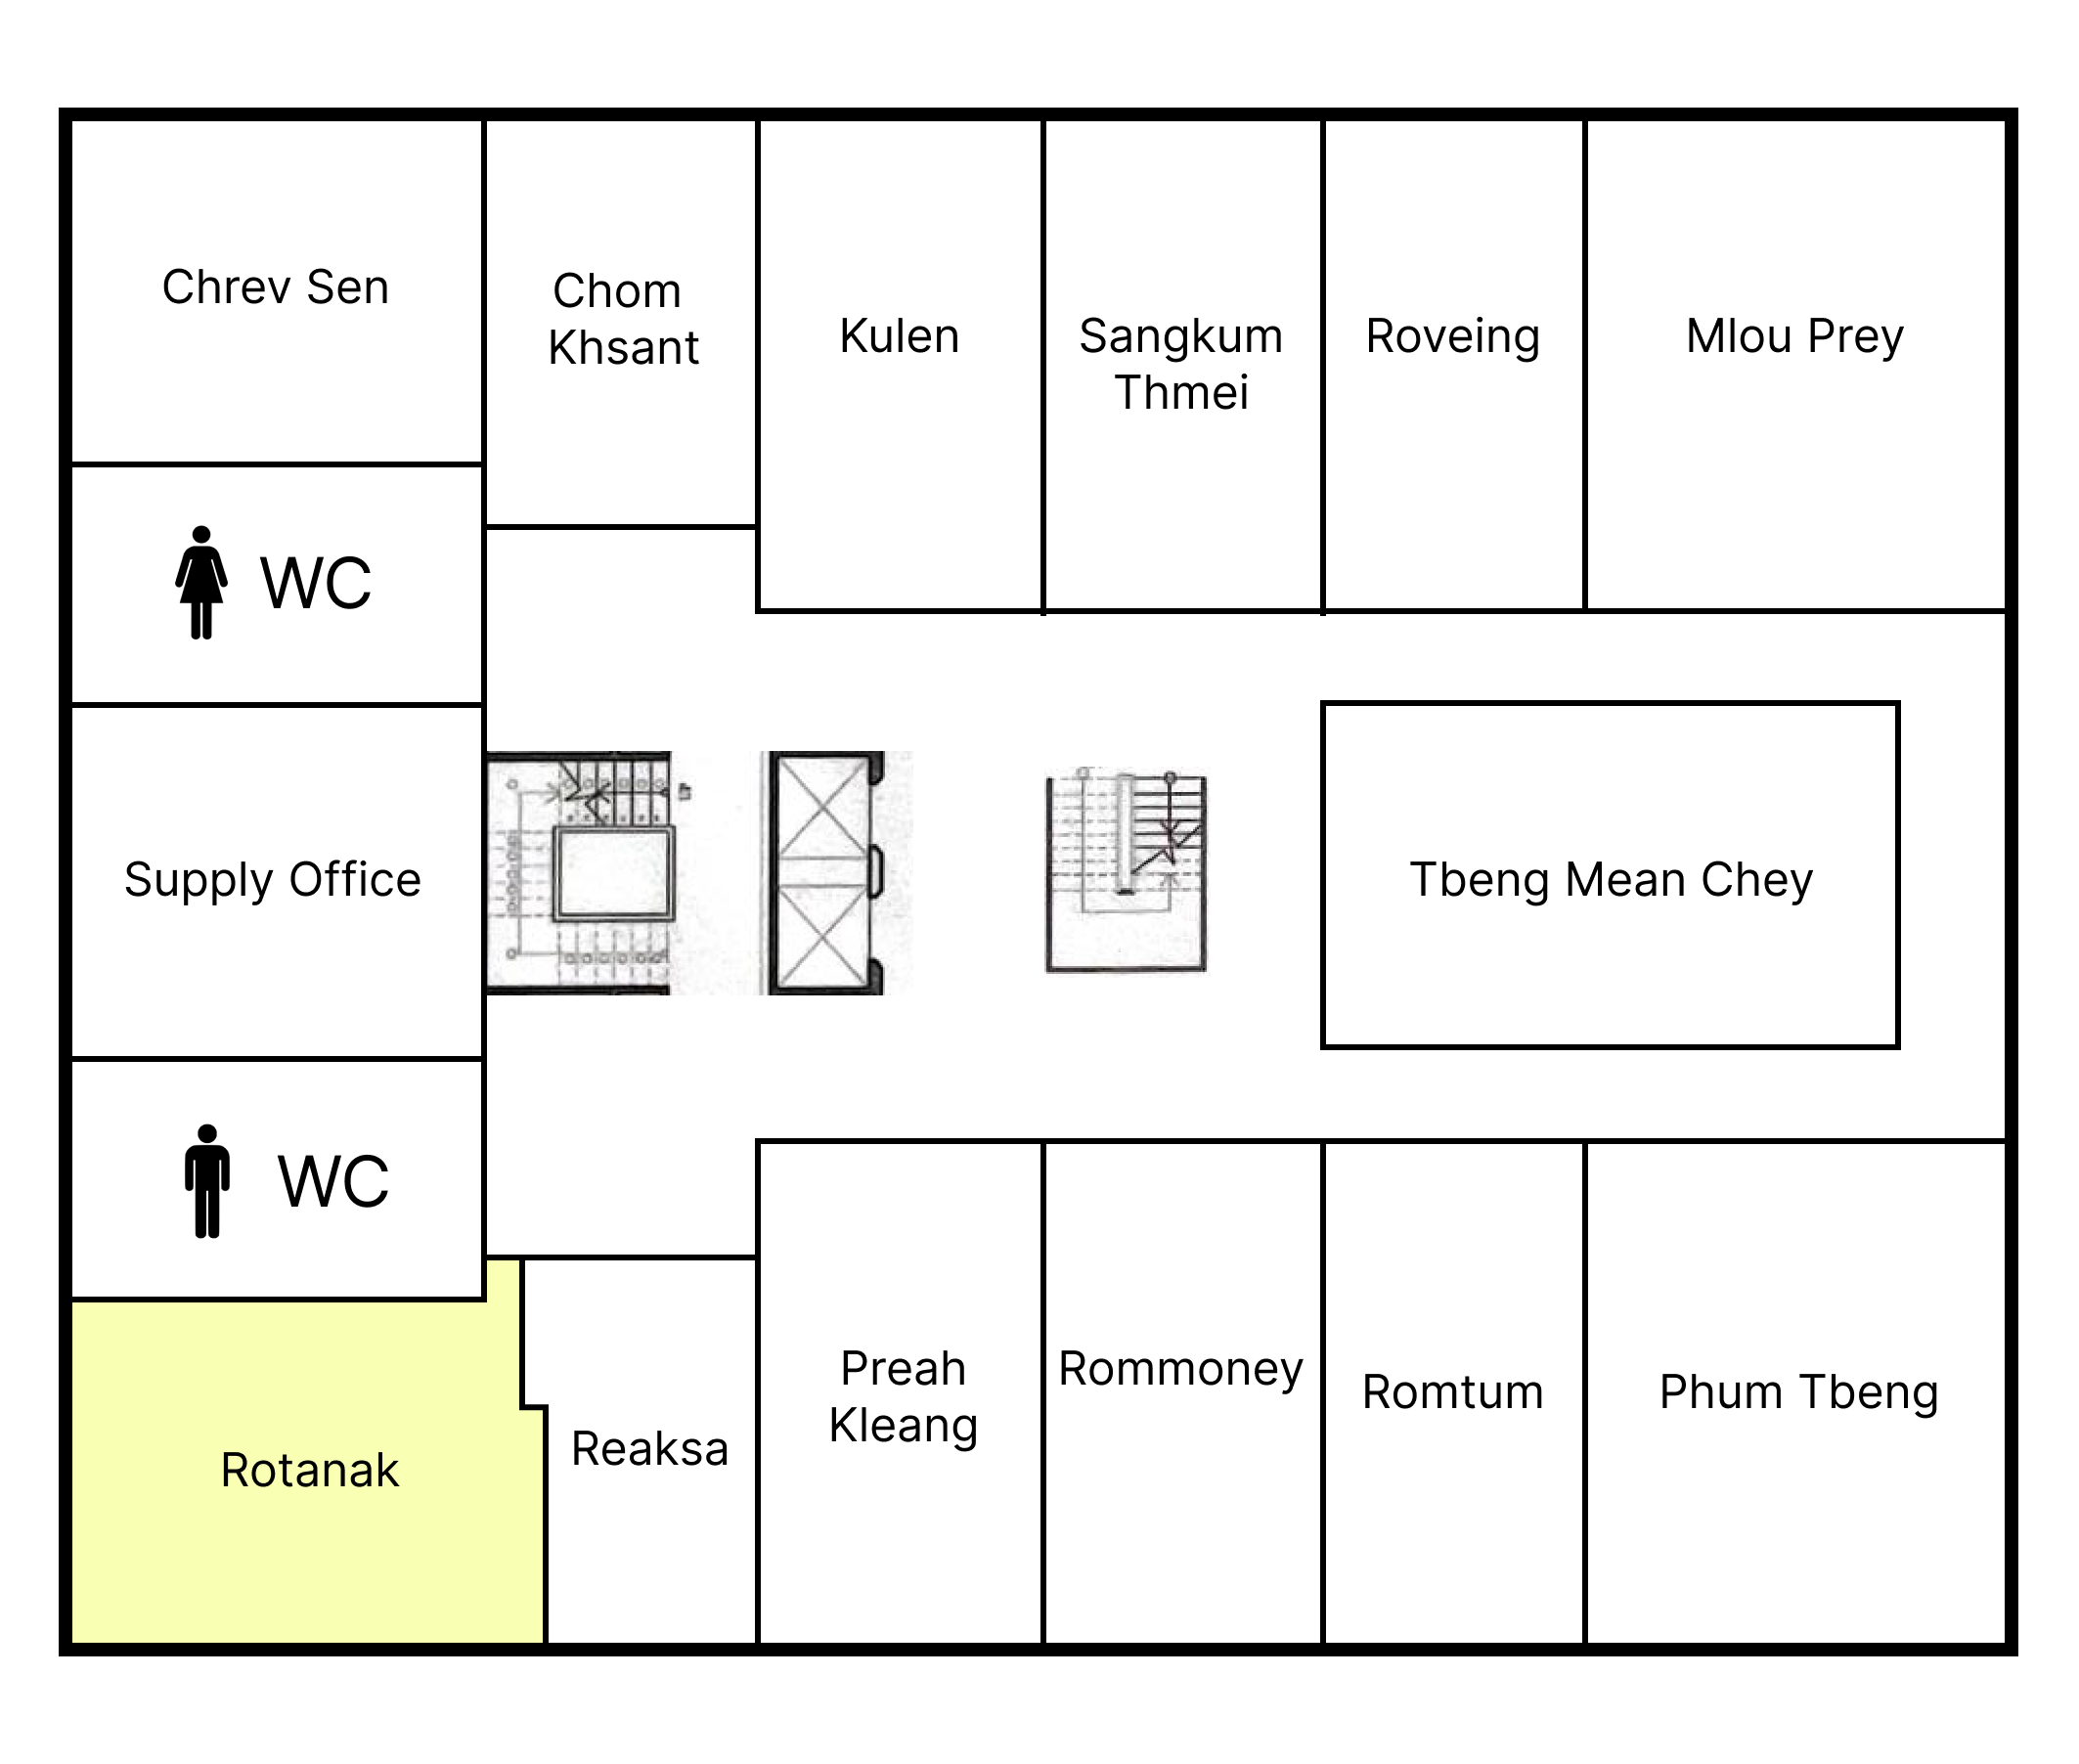 Chrev Sen
Chom
Khsant
Kulen
Sangkum
Thmei
Roveing
Mlou Prey
WC
Supply Office
Tbeng Mean Chey
WC
Rotanak
Reaksa
Preah
Kleang
Rommoney
Romtum
Phum Tbeng